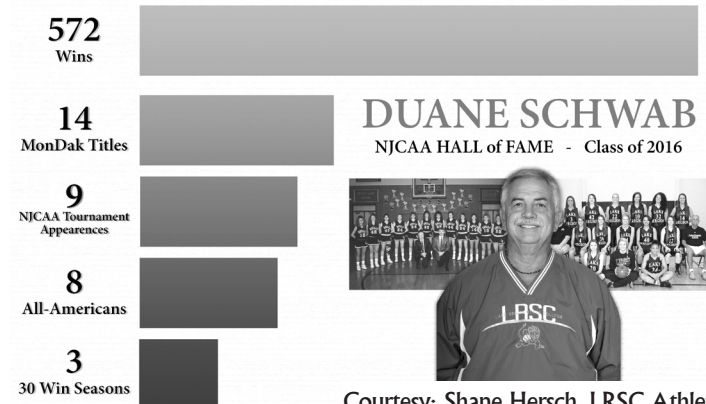 572
Wins
14
MonDak Titles
9
NJCAA Tournament
Appearences
8
All-Americans
3
30 Win Seasons
DUANE SCHWAB
NJCAA HALL of FAME - Class of 2016
LRSC
Courtesy: Shane Hersch, LRSC Athle